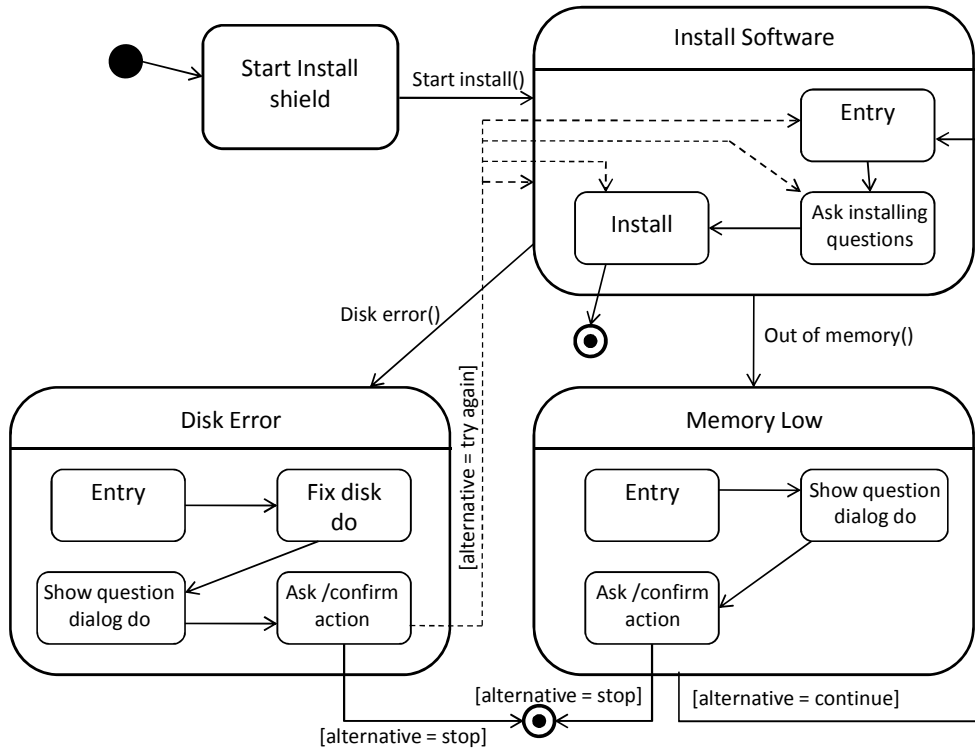 Install Software
Start Install
shield
Start install()
Entry
Install
Ask installing
questions
Disk error()
Out of memory()
[alternative = try again]
Disk Error
Entry
Fix disk
do
Show question
dialog do
Ask /confirm
action
Memory Low
Entry
Show question
dialog do
Ask /confirm
action
[alternative = stop]
[alternative = stop]
[alternative = continue]